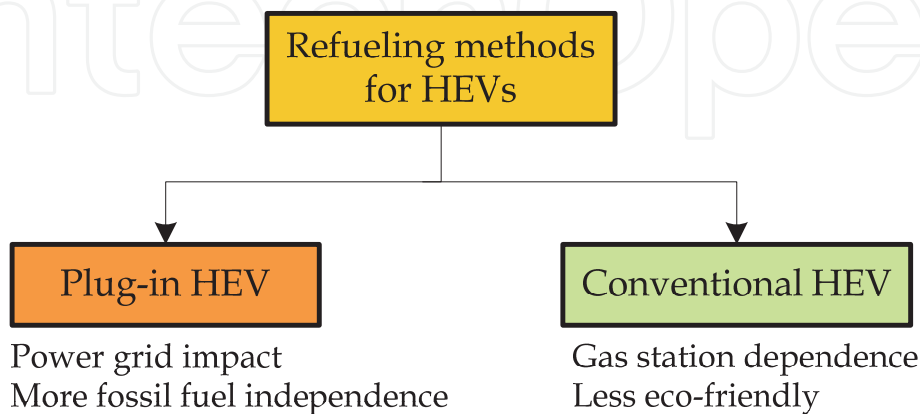 Refueling methods
for HEVs
Plug-in HEV
Conventional HEV
Power grid impact
More fossil fuel independence
Gas station dependence
Less eco-friendly